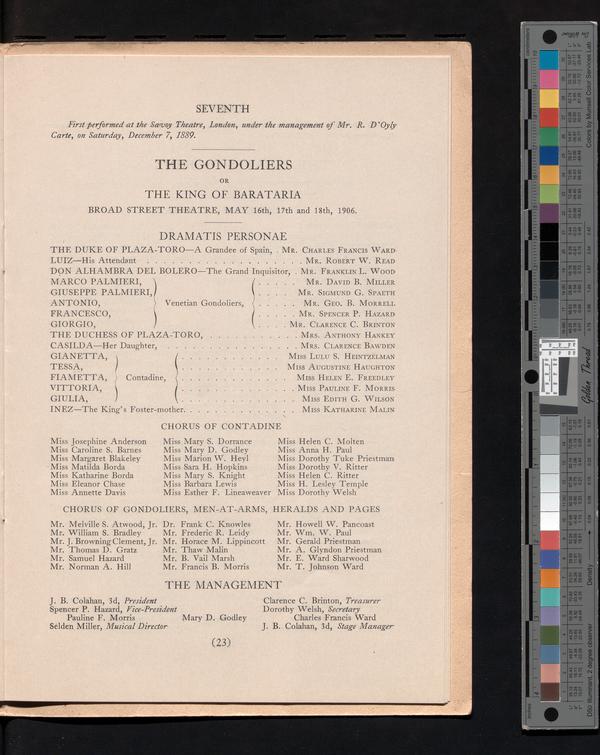 SEVENTH
First performed at the Savoy Theatre, London, under the management of Mr. R. D'Oyly
Carte, on Saturday, December 7, 1889.
THE GONDOLIERS
OR
THE KING OF BARATARIA
BROAD STREET THEATRE, MAY 16th, 17th and 18th, 1906.
DRAMATIS PERSONAE
THE DUKE OF PLAZA-TORO—A Grandee of Spain, . Mr. Charles Francis Ward
LUIZ—His Attendant . . . . . . . . . . . . . . . . . . . Mr. Robert W. Read
DON ALHAMBRA DEL BOLERO—The Grand Inquisitor, . Mr. Franklin L. Wood
MARCO PALMIERI, . . . . . Mr. David B. Miller
GIUSEPPE PALMIERI, . . . . Mr. Sigmund G. Spaeth
ANTONIO, Venetian Gondoliers, . . . . . Mr. Geo. B. Morrell
FRANCESCO, . . . . Mr. Spencer P. Hazard
GIORGIO, . . . . Mr. Clarence C. Brinton
THE DUCHESS OF PLAZA-TORO, . . . . . . . . . . Mrs. Anthony Hankey
CASILDA—Her Daughter, . . . . . . . . . . . . . . . Mrs. Clarence Bawden
GIANETTA, . . . . . . . . . . . Miss Lulu S. Heintzelman
TESSA, . . . . . . . . . . . Miss Augustine Haughton
FIAMETTA, Contadine, . . . . . . . . . . . . Miss Helen E. Freedley
VITTORIA, . . . . . . . . . . . . Miss Pauline F. Morris
GIULIA, . . . . . . . . . . . . . Miss Edith G. Wilson
INEZ—The King's Foster-mother. . . . . . . . . . . . Miss Katharine Malin
CHORUS OF CONTADINE
Miss Josephine Anderson Miss Mary S. Dorrance Miss Helen C. Molten
Miss Caroline S. Barnes Miss Mary D. Godley Miss Anna H. Paul
Miss Margaret Blakeley Miss Marion W. Heyl Miss Dorothy Tuke Priestman
Miss Matilda Borda Miss Sara H. Hopkins Miss Dorothy V. Ritter
Miss Katharine Borda Miss Mary S. Knight Miss Helen C. Ritter
Miss Eleanor Chase Miss Barbara Lewis Miss H. Lesley Temple
Miss Annette Davis Miss Esther F. Lineaweaver Miss Dorothy Welsh
CHORUS OF GONDOLIERS, MEN-AT-ARMS, HERALDS AND PAGES
Mr. Melville S. Atwood, Jr. Dr. Frank C. Knowles Mr. Howell W. Pancoast
Mr. William S. Bradley Mr. Frederic R. Leidy Mr. Wm. W. Paul
Mr. J. Browning Clement, Jr. Mr. Horace M. Lippincott Mr. Gerald Priestman
Mr. Thomas D. Gratz Mr. Thaw Malin Mr. A. Glyndon Priestman
Mr. Samuel Hazard Mr. B. Vail Marsh Mr. E. Ward Sharwood
Mr. Norman A. Hill Mr. Francis B. Morris Mr. T. Johnson Ward
THE MANAGEMENT
J. B. Colahan, 3d, President Clarence C. Brinton, Treasurer
Spencer P. Hazard, Vice-President Dorothy Welsh, Secretary
Pauline F. Morris Mary D. Godley Charles Francis Ward
Selden Miller, Musical Director J. B. Colahan, 3d, Stage Manager
(23)
Colors by Munsell Color Services Lab
Golden Thread
Density
D50 Illuminant, 2 degree observer